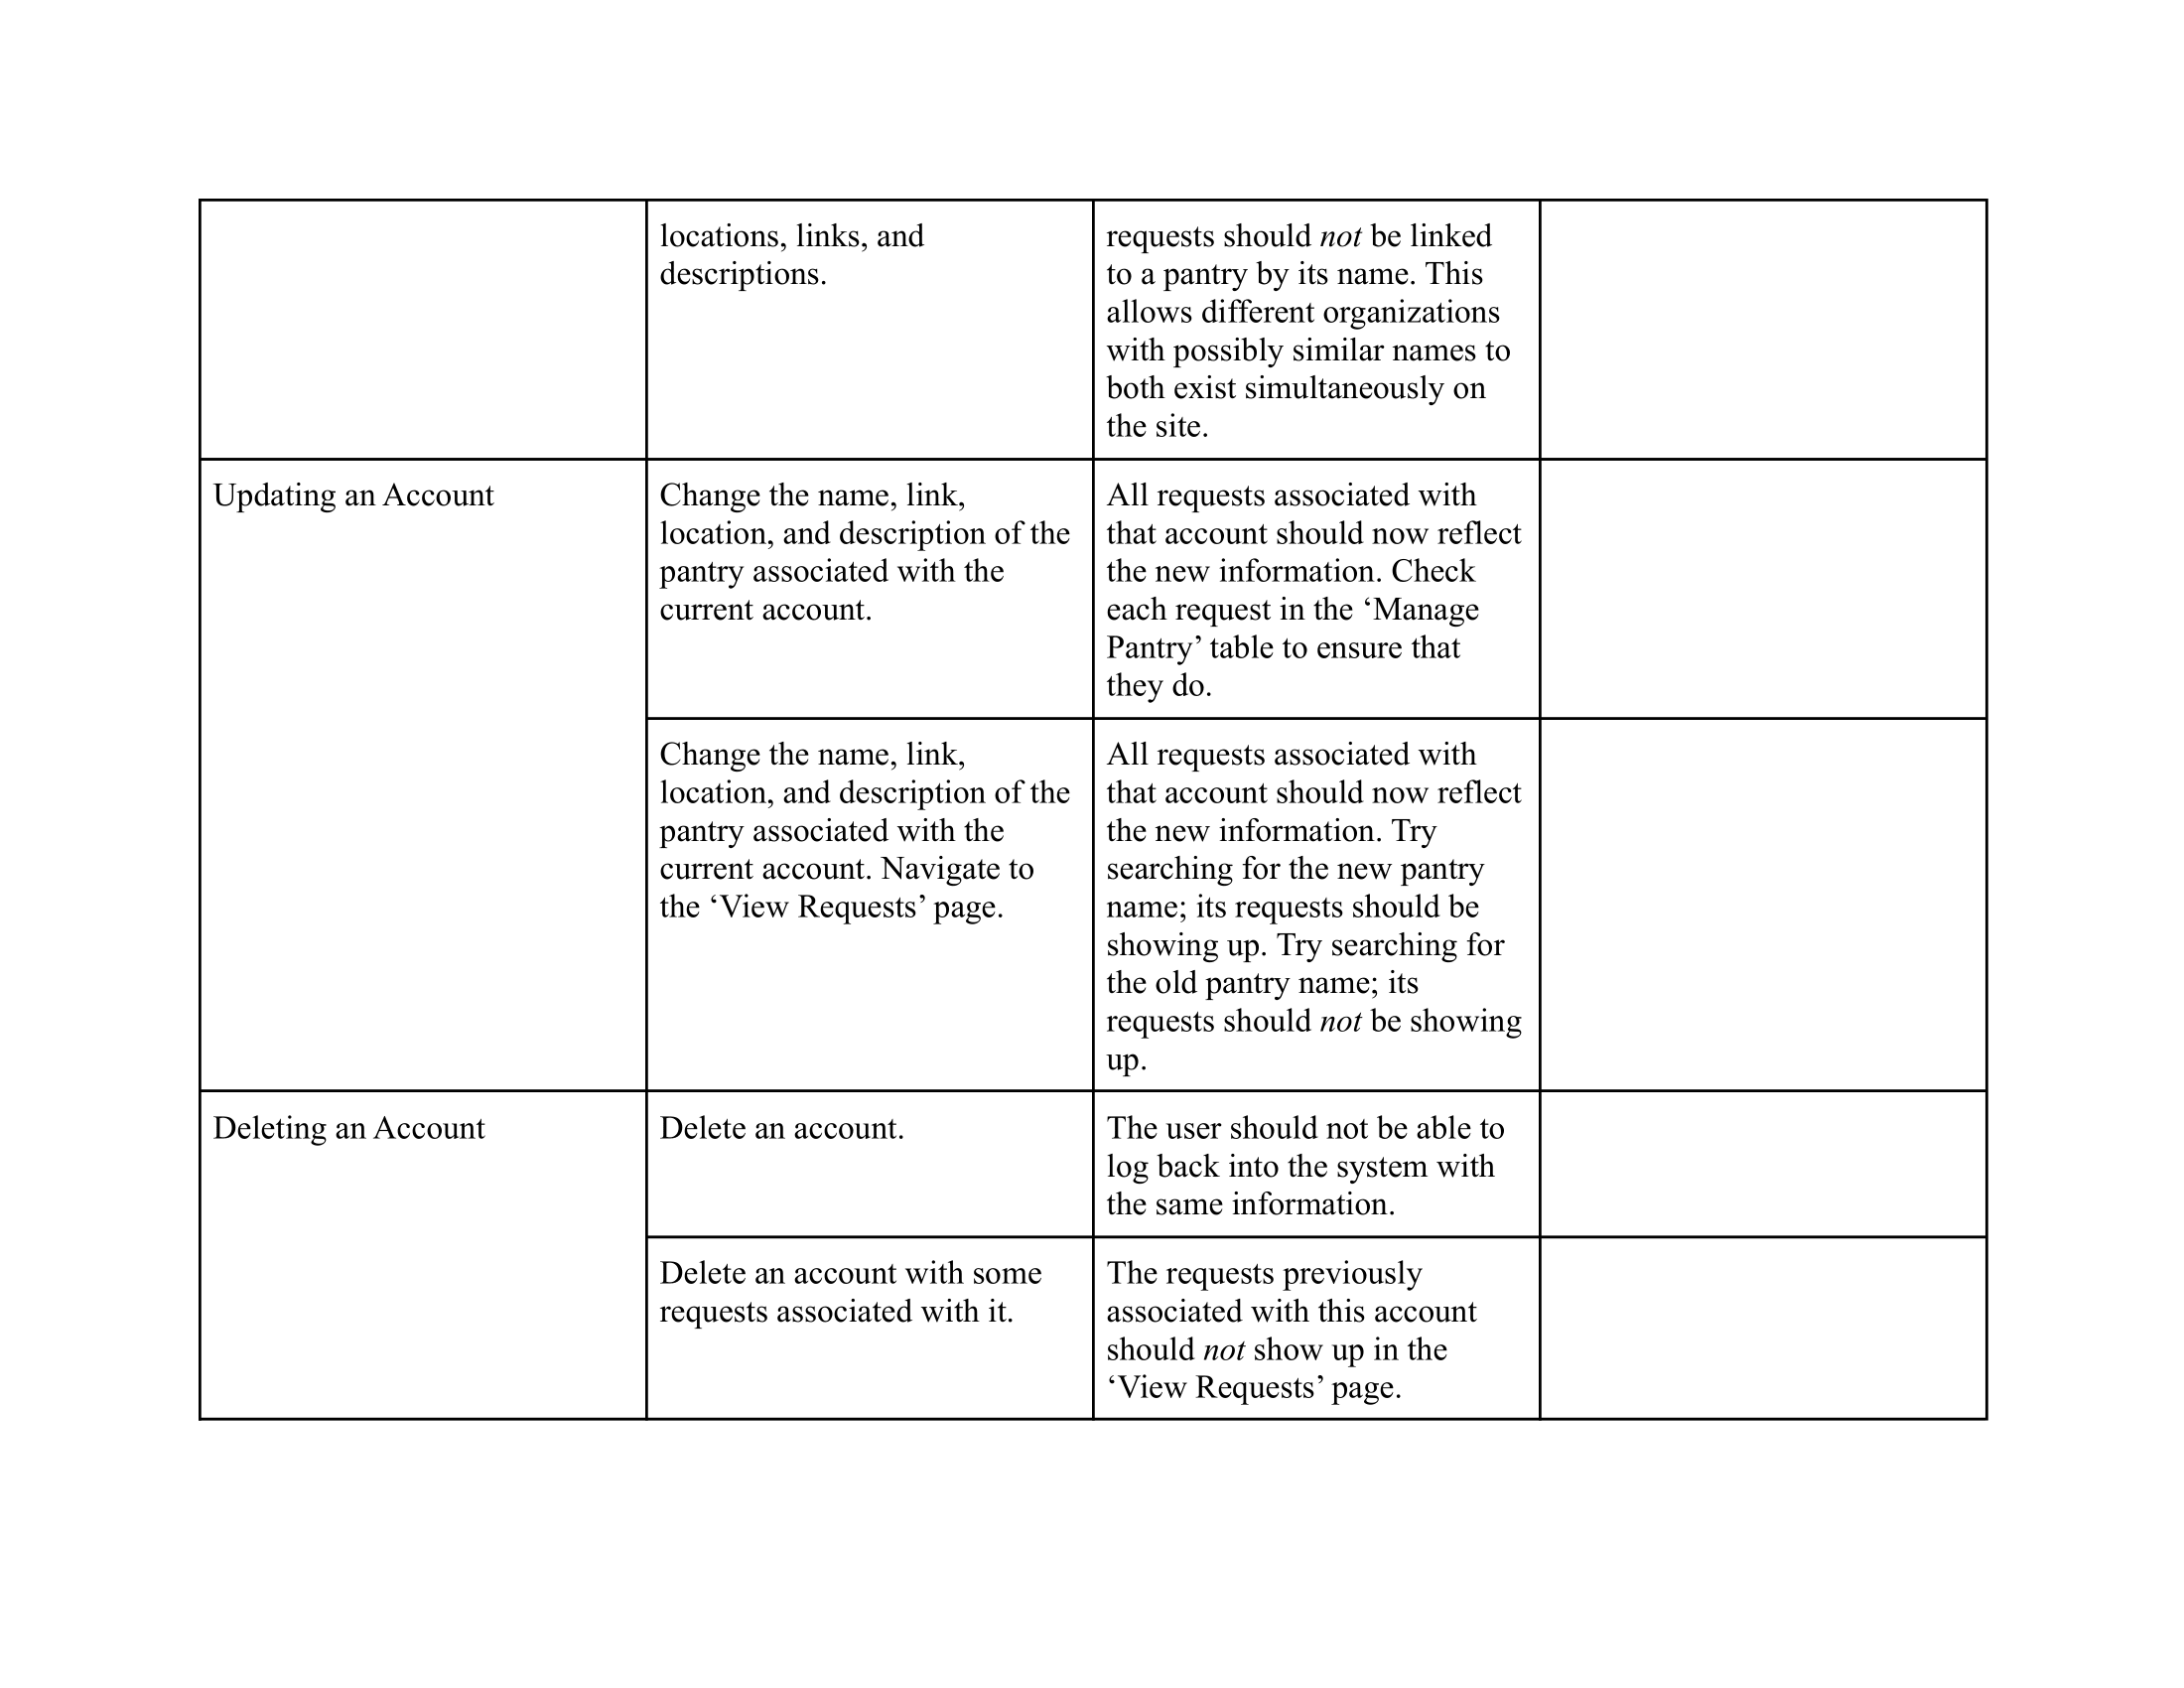 locations, links, and
descriptions.
requests should not be linked
to a pantry by its name. This
allows different organizations
with possibly similar names to
both exist simultaneously on
the site.
Updating an Account
Change the name, link,
location, and description of the
pantry associated with the
current account.
All requests associated with
that account should now reflect
the new information. Check
each request in the ‘Manage
Pantry’ table to ensure that
they do.
Change the name, link,
location, and description of the
pantry associated with the
current account. Navigate to
the ‘View Requests’ page.
All requests associated with
that account should now reflect
the new information. Try
searching for the new pantry
name; its requests should be
showing up. Try searching for
the old pantry name; its
requests should not be showing
up.
Deleting an Account
Delete an account.
The user should not be able to
log back into the system with
the same information.
Delete an account with some
requests associated with it.
The requests previously
associated with this account
should not show up in the
‘View Requests’ page.